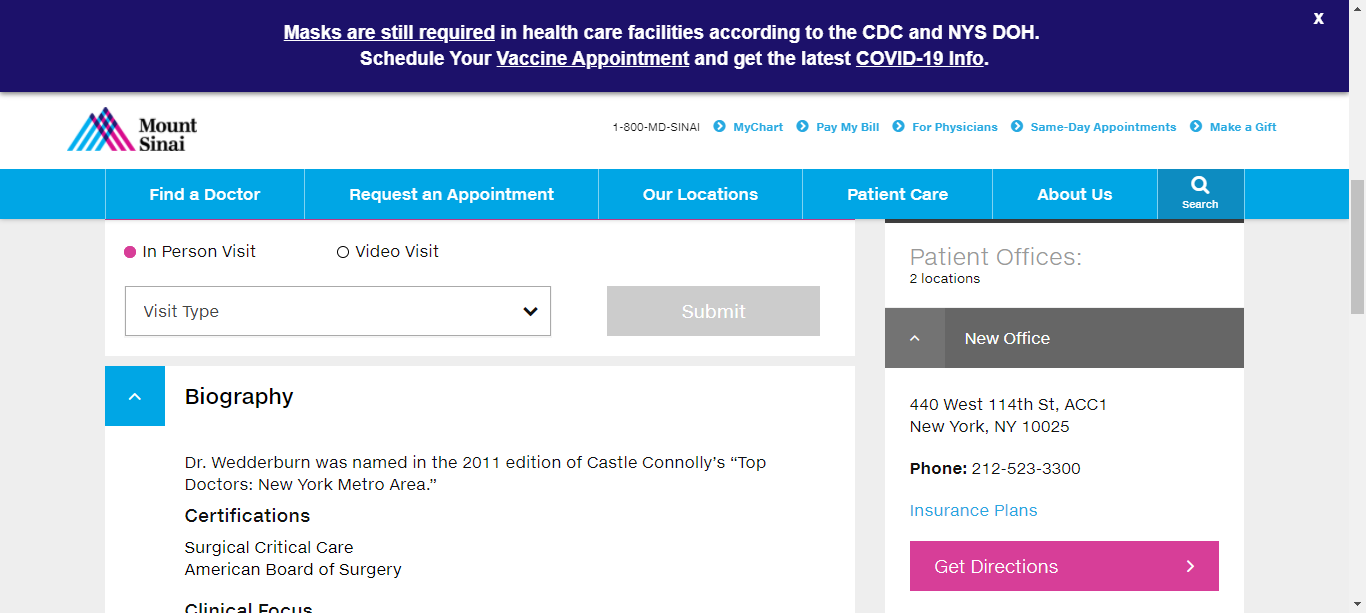 Masks are still required in health care facilities according to the CDC and NYS DOH.
Schedule Your Vaccine Appointment and get the latest COVID-19 Info.
X
Mount
Sinai
1-800-MD-SINAI MyChart Pay My Bill For Physicians Same-Day Appointments Make a Gift
Find a Doctor Request an Appointment Our Locations Patient Care About Us Search
In Person Visit Video Visit
Visit Type Submit
Biography
Dr. Wedderburn was named in the 2011 edition of Castle Connolly’s “Top
Doctors: New York Metro Area.”
Certifications
Surgical Critical Care
American Board of Surgery
Clinical Focus
Patient Offices:
2 locations
New Office
440 West 114th St, ACC1
New York, NY 10025
Phone: 212-523-3300
Insurance Plans
Get Directions